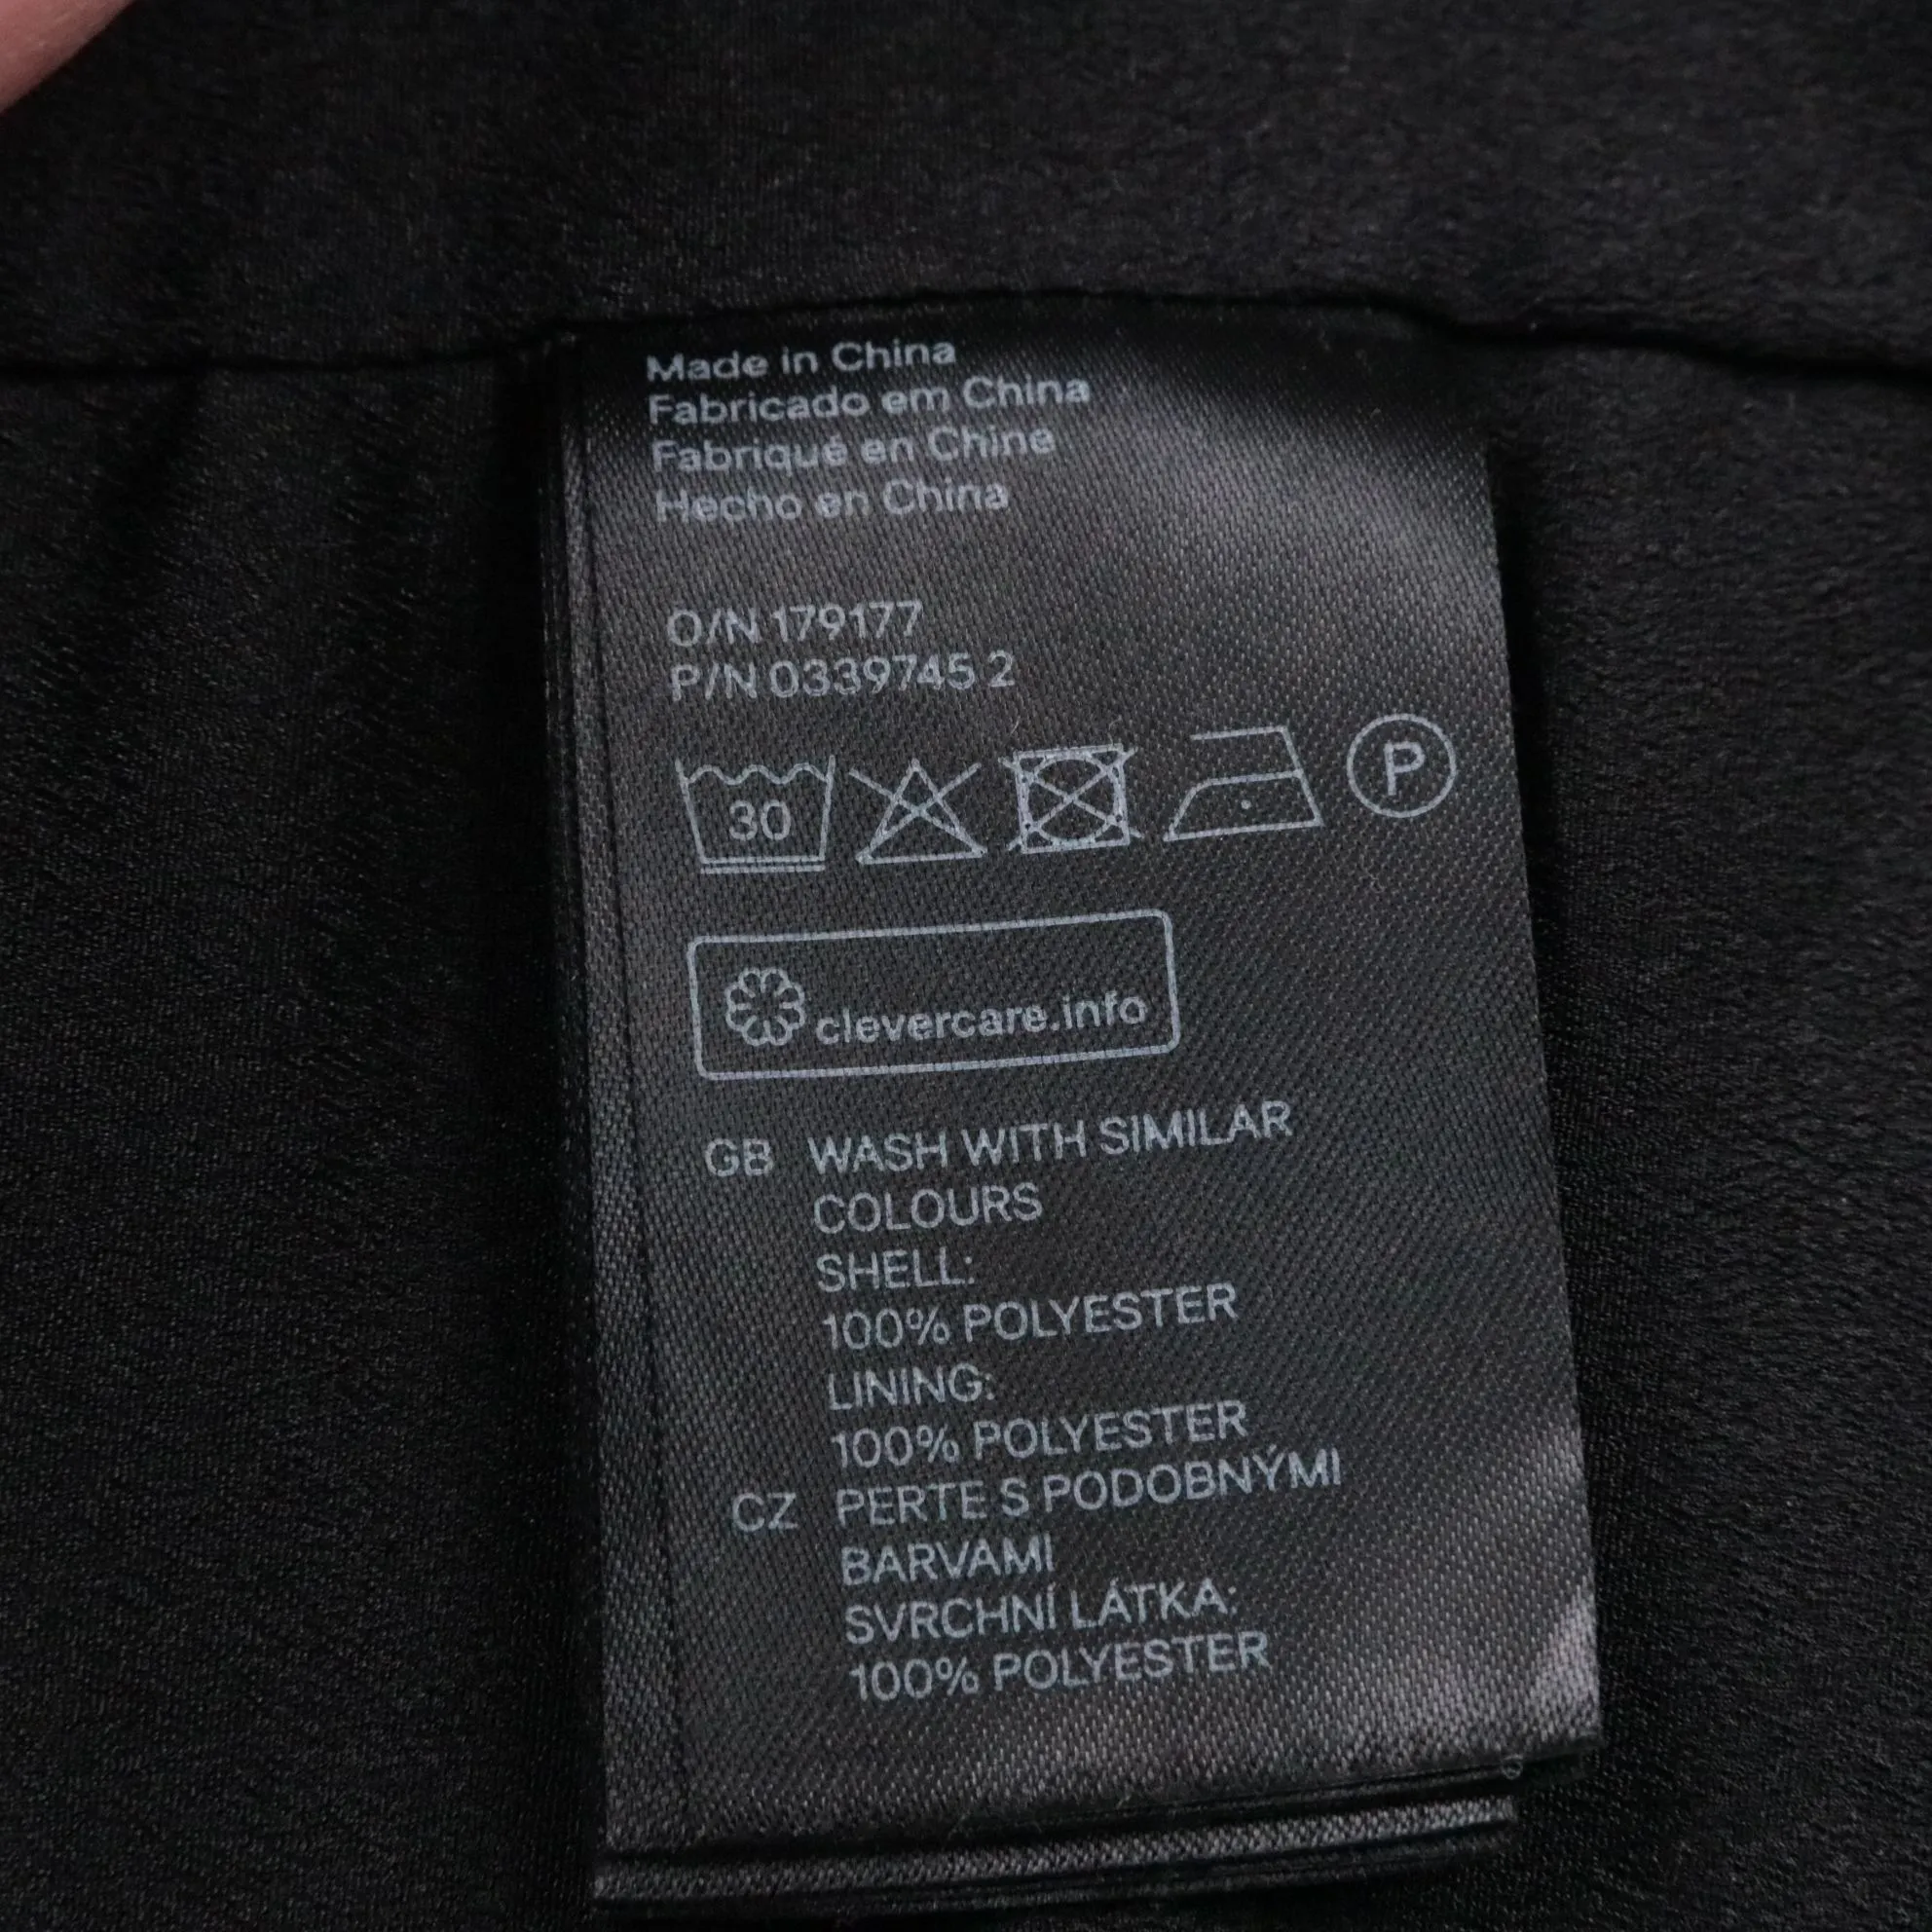 Made in China
Fabricado em China
Fabriqué en Chine
Hecho en China
O/N 179177
P/N 0339745 2
30 P
clevercare.info
GB WASH WITH SIMILAR
COLOURS
SHELL:
100% POLYESTER
LINING:
100% POLYESTER
CZ PERTE S PODOBNÝMI
BARVAMI
SVRCHNÍ LÁTKA:
100% POLYESTER